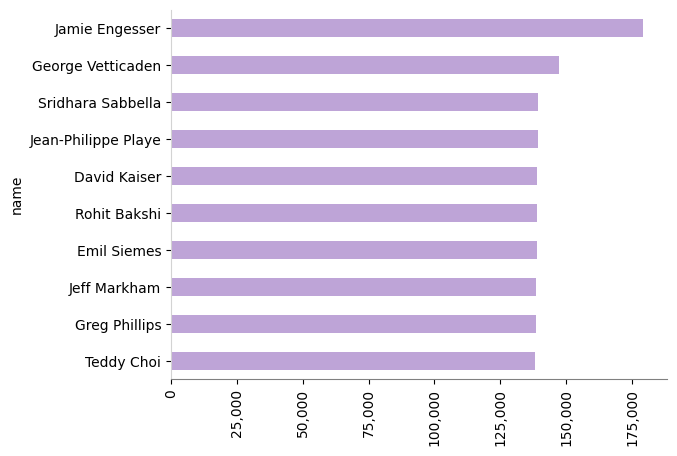 Jamie Engesser
George Vetticaden
Sridhara Sabbella
Jean-Philippe Playe
David Kaiser
Rohit Bakshi
Emil Siemes
Jeff Markham
Greg Phillips
Teddy Choi
name
0
25,000
50,000
75,000
100,000
125,000
150,000
175,000